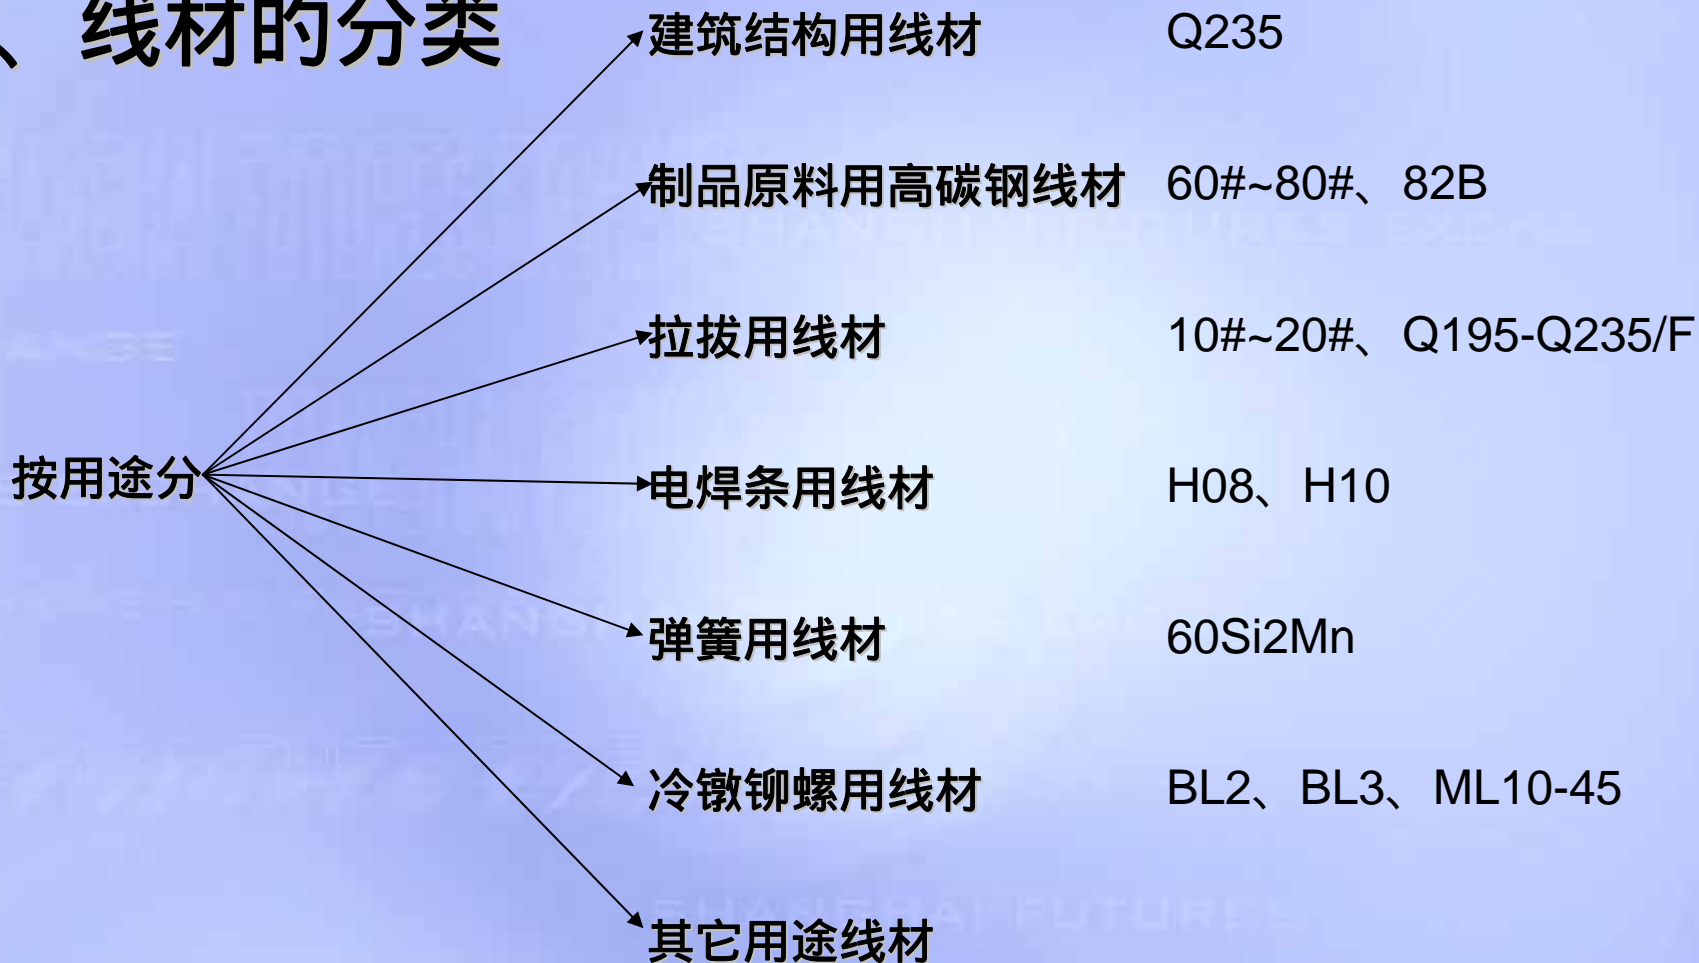 、线材的分类
建筑结构用线材 Q235
制品原料用高碳钢线材 60#~80#、82B
拉拔用线材 10#~20#、Q195-Q235/F
按用途分
电焊条用线材 H08、H10
弹簧用线材 60Si2Mn
冷镦铆螺用线材 BL2、BL3、ML10-45
其它用途线材
SHANGHAI FUTURES